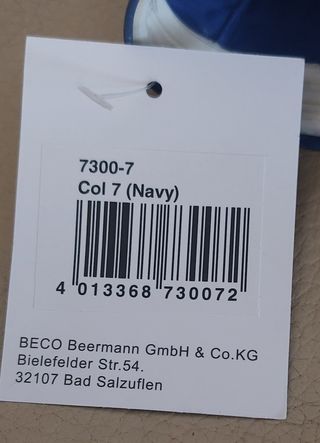 7300-7
Col 7 (Navy)
4 013368 730072
BECO Beermann GmbH & Co.KG
Bielefelder Str.54.
32107 Bad Salzuflen